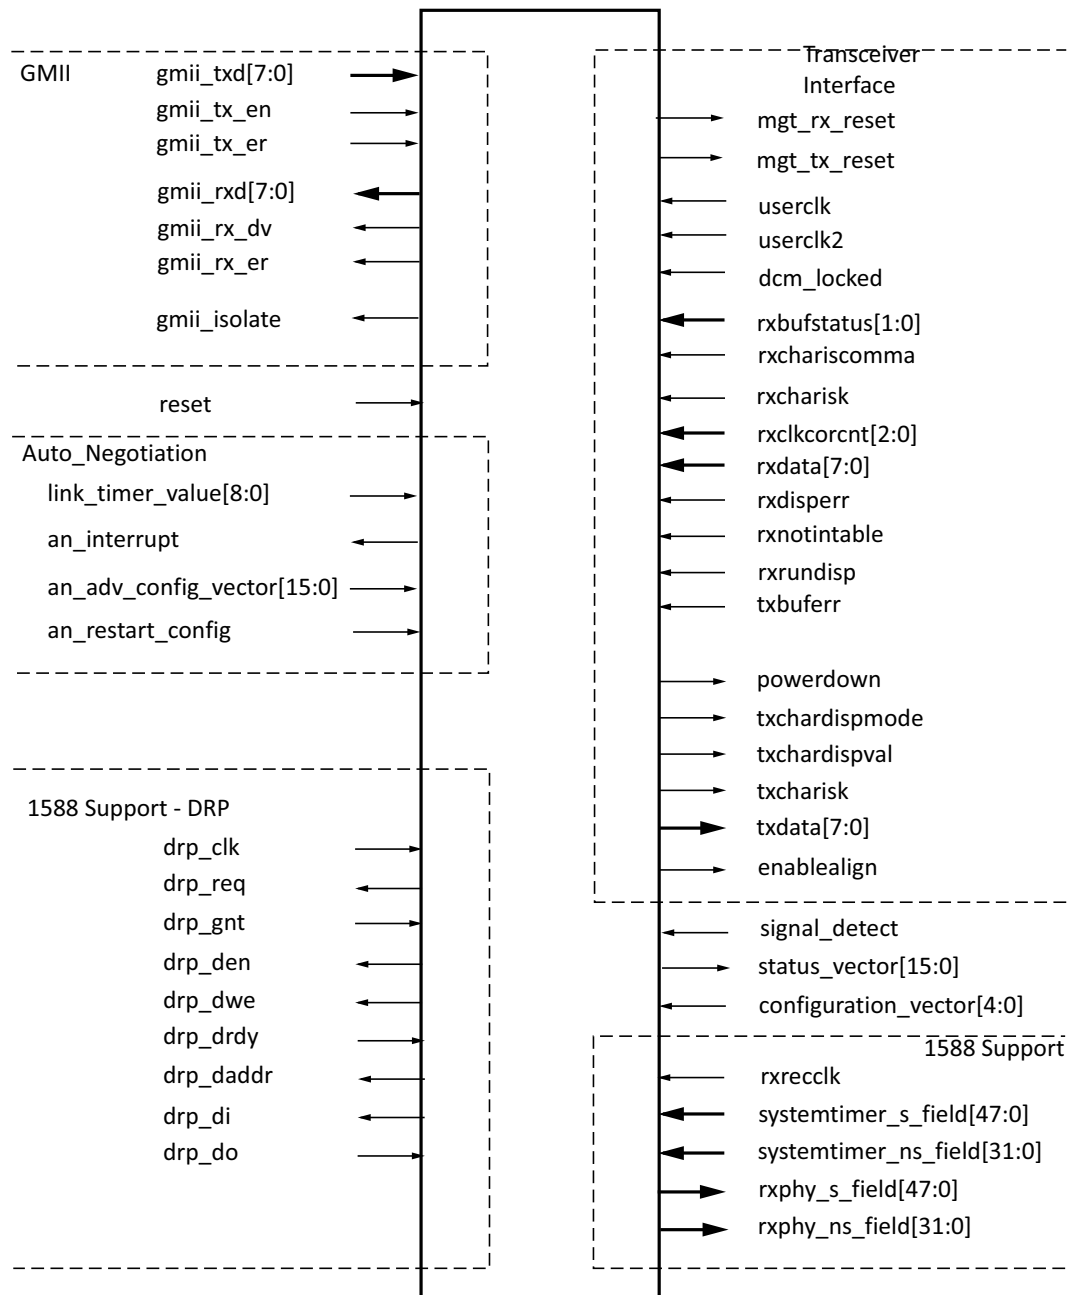 GMII
gmii_txd[7:0]
gmii_tx_en
gmii_tx_er
gmii_rxd[7:0]
gmii_rx_dv
gmii_rx_er
gmii_isolate
reset
Auto_Negotiation
link_timer_value[8:0]
an_interrupt
an_adv_config_vector[15:0]
an_restart_config
1588 Support - DRP
drp_clk
drp_req
drp_gnt
drp_den
drp_dwe
drp_drdy
drp_daddr
drp_di
drp_do
Transceiver
Interface
mgt_rx_reset
mgt_tx_reset
userclk
userclk2
dcm_locked
rxbufstatus[1:0]
rxchariscomma
rxcharisk
rxclkcorcnt[2:0]
rxdata[7:0]
rxdisperr
rxnotintable
rxrundisp
txbuferr
powerdown
txchardispmode
txchardispval
txcharisk
txdata[7:0]
enablealign
signal_detect
status_vector[15:0]
configuration_vector[4:0]
1588 Support
rxrecclk
systemtimer_s_field[47:0]
systemtimer_ns_field[31:0]
rxphy_s_field[47:0]
rxphy_ns_field[31:0]